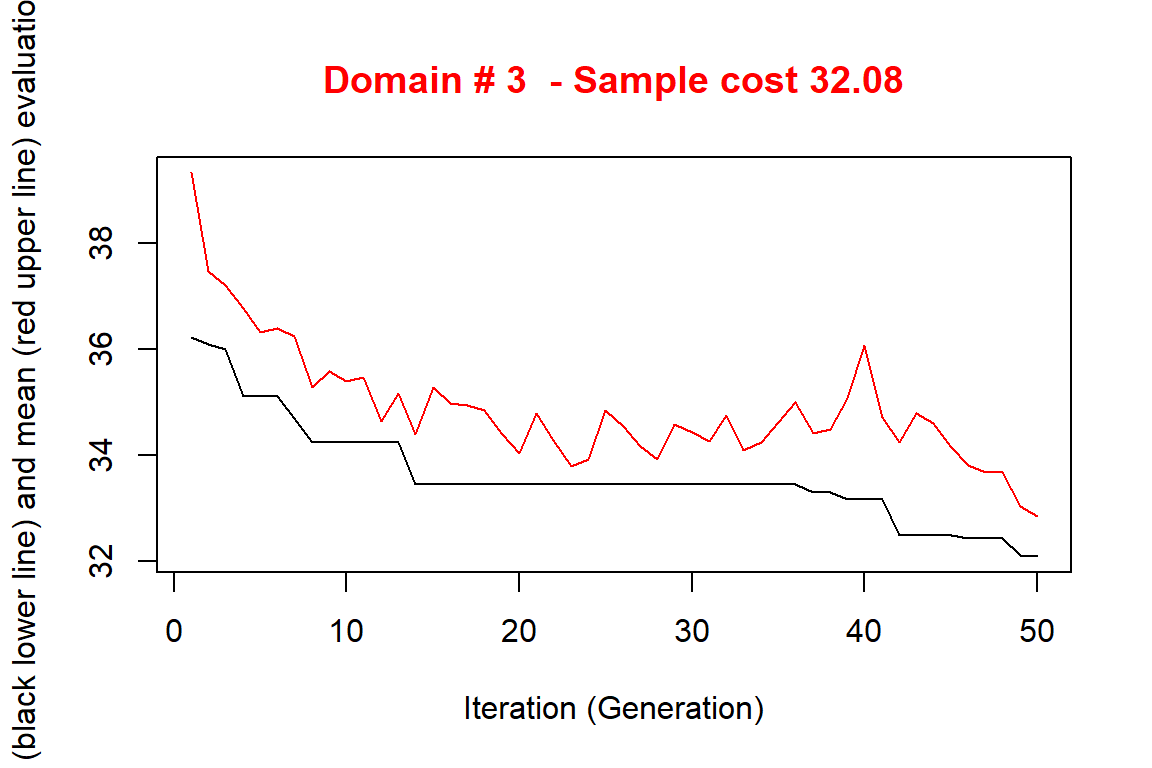 Domain # 3  - Sample cost 32.08
(black lower line) and mean (red upper line) evaluatio
38
36
34
32
0 10 20 30 40 50
Iteration (Generation)